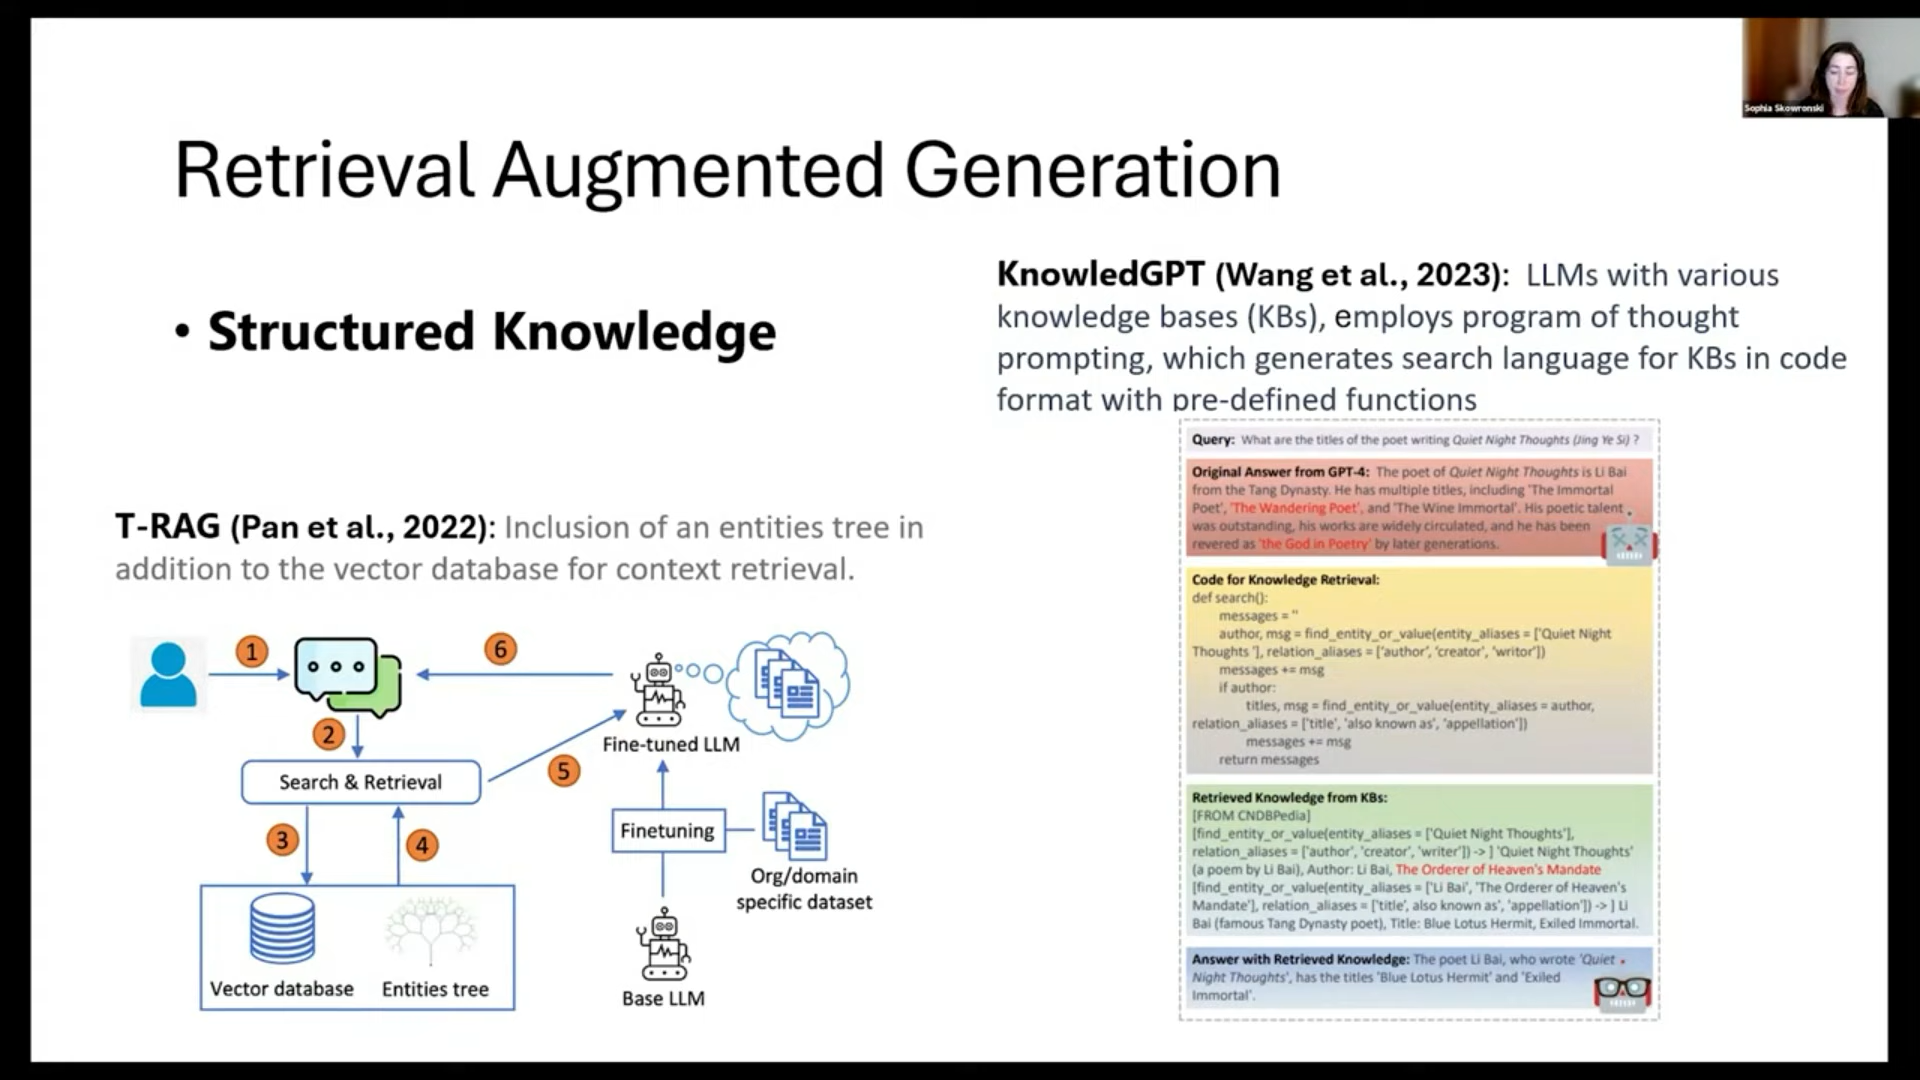 Sophia Skowronski
Retrieval Augmented Generation
• Structured Knowledge
T-RAG (Pan et al., 2022): Inclusion of an entities tree in
addition to the vector database for context retrieval.
1
6
2
Fine-tuned LLM
5
Search & Retrieval
3
4
Finetuning
Org/domain
specific dataset
Vector database
Entities tree
Base LLM
KnowledGPT (Wang et al., 2023): LLMs with various
knowledge bases (KBs), employs program of thought
prompting, which generates search language for KBs in code
format with pre-defined functions
Query: What are the titles of the poet writing Quiet Night Thoughts (Jing Ye Si) ?
Original Answer from GPT-4: The poet of Quiet Night Thoughts is Li Bai
from the Tang Dynasty. He has multiple titles, including 'The Immortal
Poet', 'The Wandering Poet', and 'The Wine Immortal'. His poetic talent
was outstanding, his works are widely circulated, and he has been
revered as 'the God in Poetry' by later generations.
Code for Knowledge Retrieval:
def search():
messages = ''
author, msg = find_entity_or_value(entity_aliases = ['Quiet Night
Thoughts '], relation_aliases = ['author', 'creator', 'writor'])
messages += msg
if author:
titles, msg = find_entity_or_value(entity_aliases = author,
relation_aliases = ['title', 'also known as', 'appellation'])
messages += msg
return messages
Retrieved Knowledge from KBs:
[FROM CNDBPedia]
[find_entity_or_value(entity_aliases = ['Quiet Night Thoughts'],
relation_aliases = ['author', 'creator', 'writer']) -> ] 'Quiet Night Thoughts'
(a poem by Li Bai), Author: Li Bai, The Orderer of Heaven's Mandate
[find_entity_or_value(entity_aliases = ['Li Bai', 'The Orderer of Heaven's
Mandate'], relation_aliases = ['title', also known as', 'appellation']) -> ] Li
Bai (famous Tang Dynasty poet), Title: Blue Lotus Hermit, Exiled Immortal.
Answer with Retrieved Knowledge: The poet Li Bai, who wrote 'Quiet
Night Thoughts', has the titles 'Blue Lotus Hermit' and 'Exiled
Immortal'.